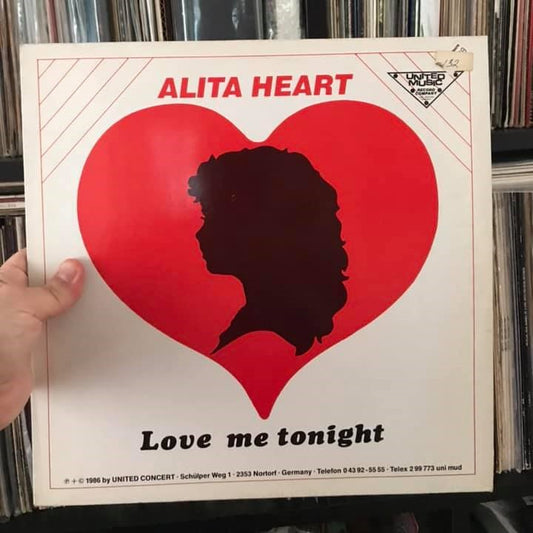 132
ALITA HEART
UNITED
MUSIC
RECORD
COMPANY
Love me tonight
℗ + © 1986 by UNITED CONCERT · Schülper Weg 1 · 2353 Nortorf · Germany · Telefon 0 43 92 - 55 55 · Telex 2 99 773 uni mud